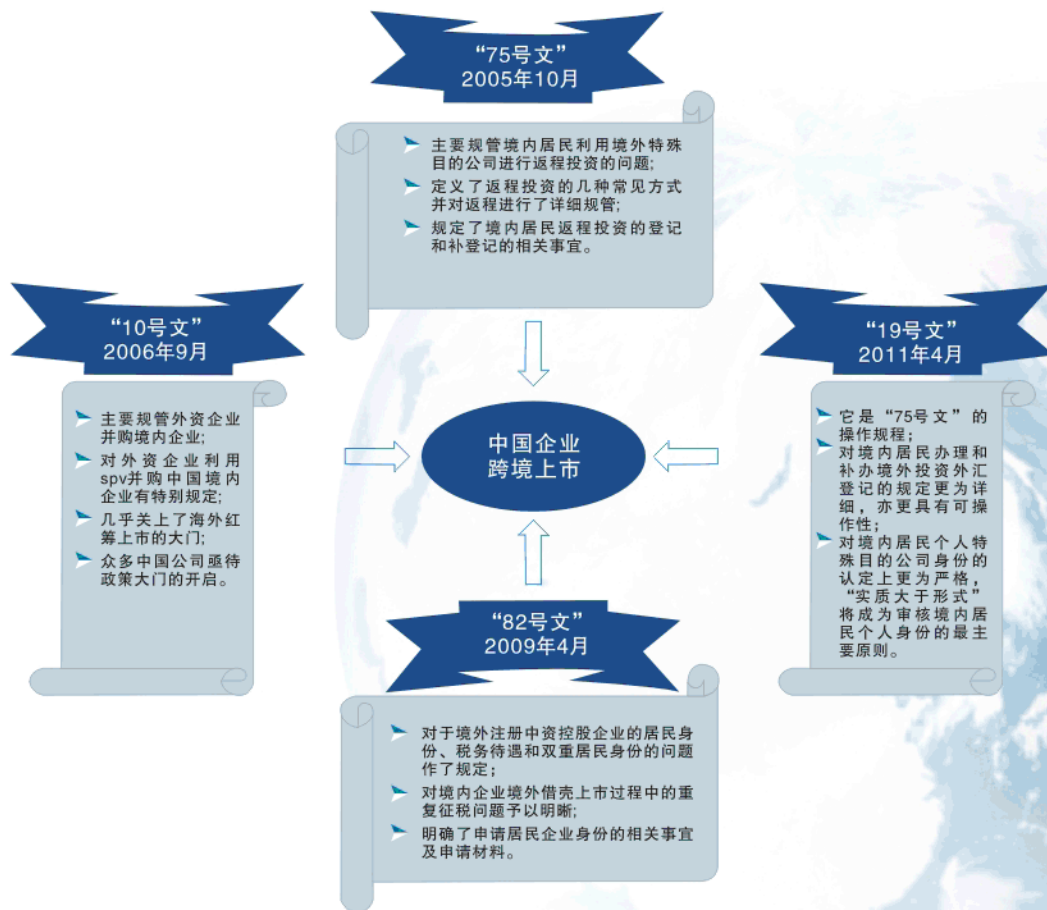 “75号文”
2005年10月
主要规管境内居民利用境外特殊
目的公司进行返程投资的问题;
定义了返程投资的几种常见方式
并对返程进行了详细规管;
规定了境内居民返程投资的登记
和补登记的相关事宜。
“10号文”
2006年9月
主要规管外资企业
并购境内企业;
对外资企业利用
spv并购中国境内
企业有特别规定;
几乎关上了海外红
筹上市的大门;
众多中国公司亟待
政策大门的开启。
中国企业
跨境上市
“19号文”
2011年4月
它是“75号文”的
操作规程;
对境内居民办理和
补办境外投资外汇
登记的规定更为详
细，亦更具有可操
作性;
对境内居民个人特
殊目的公司身份的
认定上更为严格，
“实质大于形式”
将成为审核境内居
民个人身份的最主
要原则。
“82号文”
2009年4月
对于境外注册中资控股企业的居民身
份、税务待遇和双重居民身份的问题
作了规定;
对境内企业境外借壳上市过程中的重
复征税问题予以明晰;
明确了申请居民企业身份的相关事宜
及申请材料。